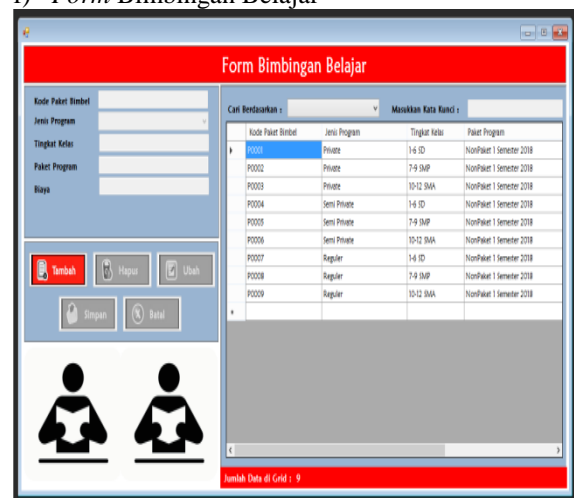 Form Bimbingan Belajar
Form Bimbingan Belajar
Kode Paket Bimbel
Jenis Program
Tingkat Kelas
Paket Program
Biaya
Tambah Hapus Ubah
Simpan Batal
Cari Berdasarkan : Masukkan Kata Kunci :
Kode Paket Bimbel Jenis Program Tingkat Kelas Paket Program
P0001 Private 1-6 SD NonPaket 1 Semester 2018
P0002 Private 7-9 SMP NonPaket 1 Semester 2018
P0003 Private 10-12 SMA NonPaket 1 Semester 2018
P0004 Semi Private 1-6 SD NonPaket 1 Semester 2018
P0005 Semi Private 7-9 SMP NonPaket 1 Semester 2018
P0006 Semi Private 10-12 SMA NonPaket 1 Semester 2018
P0007 Reguler 1-6 SD NonPaket 1 Semester 2018
P0008 Reguler 7-9 SMP NonPaket 1 Semester 2018
P0009 Reguler 10-12 SMA NonPaket 1 Semester 2018
Jumlah Data di Grid : 9